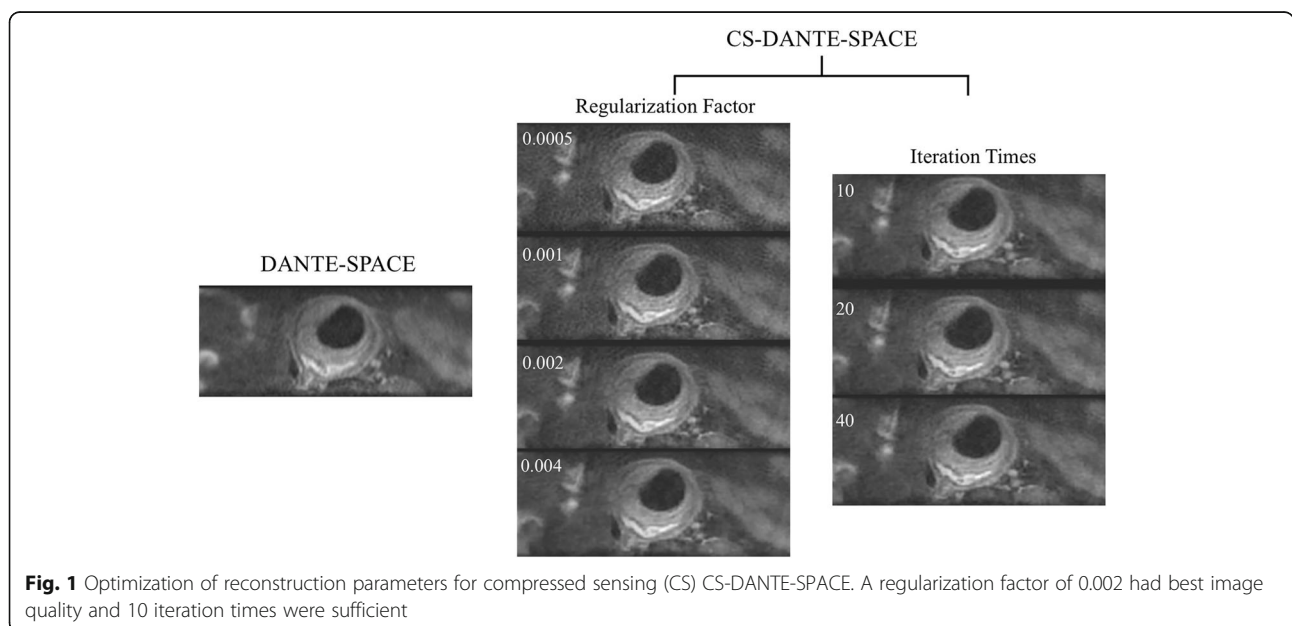 CS-DANTE-SPACE
Regularization Factor
0.0005
0.001
0.002
0.004
Iteration Times
10
20
40
DANTE-SPACE
Fig. 1 Optimization of reconstruction parameters for compressed sensing (CS) CS-DANTE-SPACE. A regularization factor of 0.002 had best image
quality and 10 iteration times were sufficient